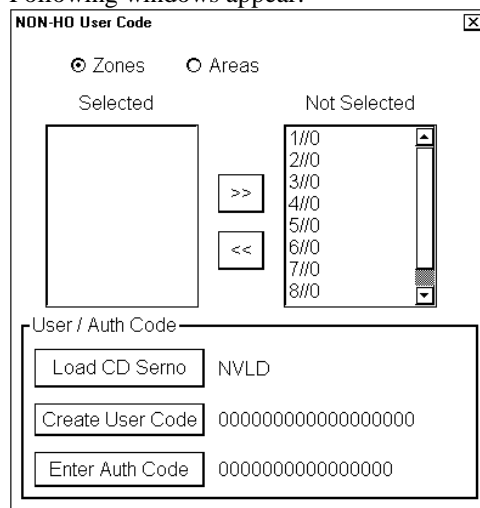 Following windows appear:
NON-HO User Code
Zones Areas
Selected Not Selected
1//0
2//0
3//0
4//0
5//0
6//0
7//0
8//0
>>
<<
User / Auth Code
Load CD Serno NVLD
Create User Code 00000000000000000
Enter Auth Code 0000000000000000